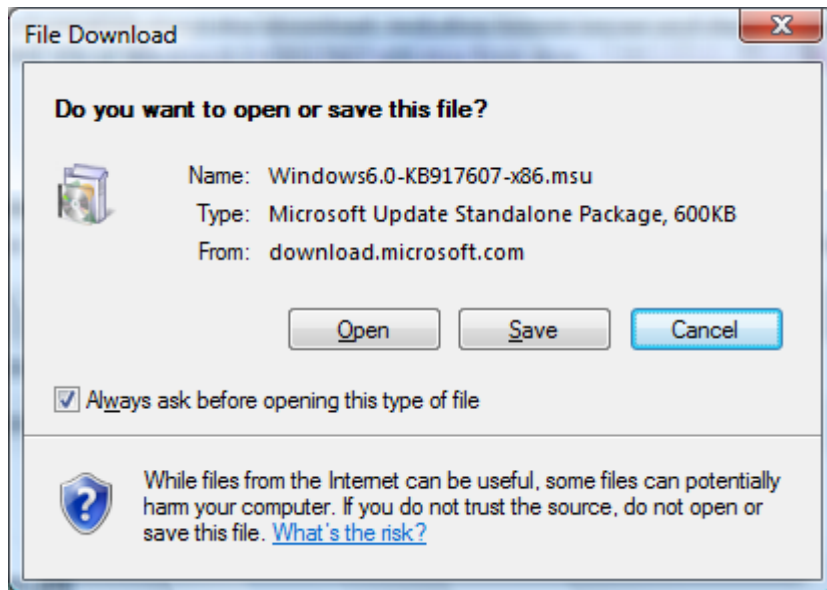 File Download
Do you want to open or save this file?
Name: Windows6.0-KB917607-x86.msu
Type: Microsoft Update Standalone Package, 600KB
From: download.microsoft.com
Open Save Cancel
Always ask before opening this type of file
While files from the Internet can be useful, some files can potentially
harm your computer. If you do not trust the source, do not open or
save this file. What's the risk?